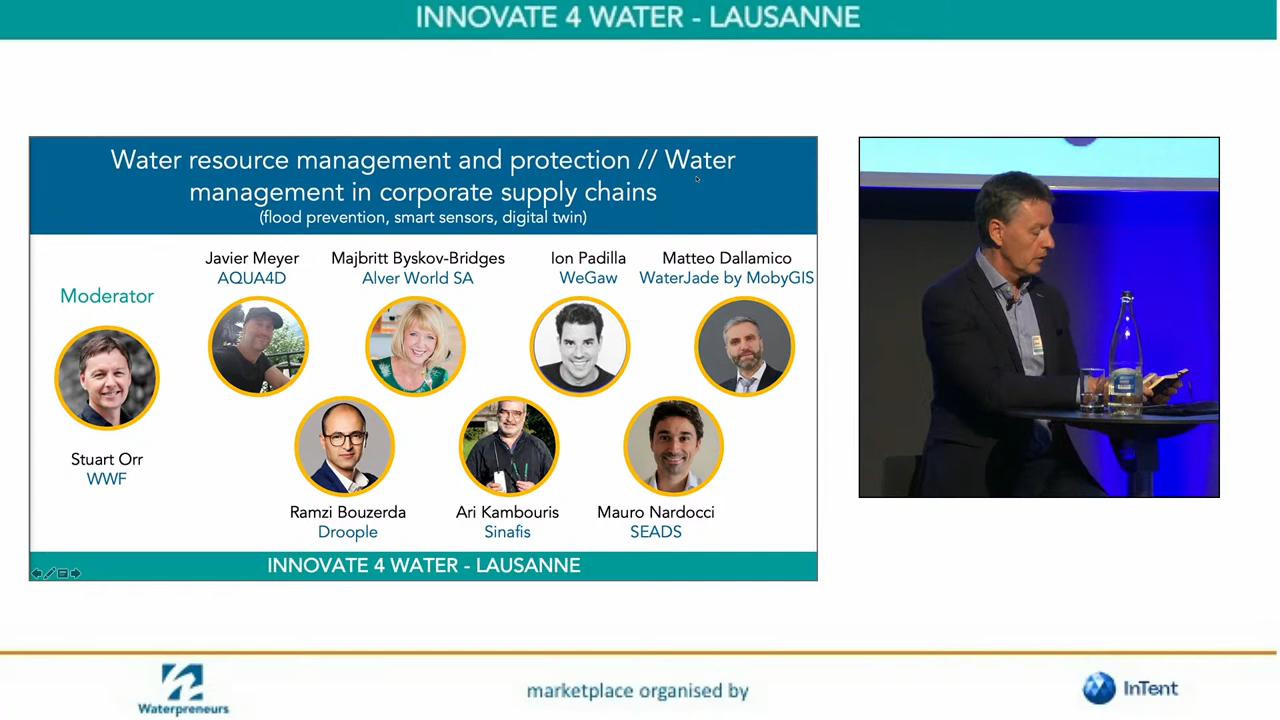 INNOVATE 4 WATER - LAUSANNE
Water resource management and protection // Water
management in corporate supply chains
(flood prevention, smart sensors, digital twin)
Moderator
Stuart Orr
WWF
Javier Meyer
AQUA4D
Majbritt Byskov-Bridges
Alver World SA
Ion Padilla
WeGaw
Matteo Dallamico
WaterJade by MobyGIS
Ramzi Bouzerda
Droople
Ari Kambouris
Sinafis
Mauro Nardocci
SEADS
INNOVATE 4 WATER - LAUSANNE
Waterpreneurs
marketplace organised by
InTent